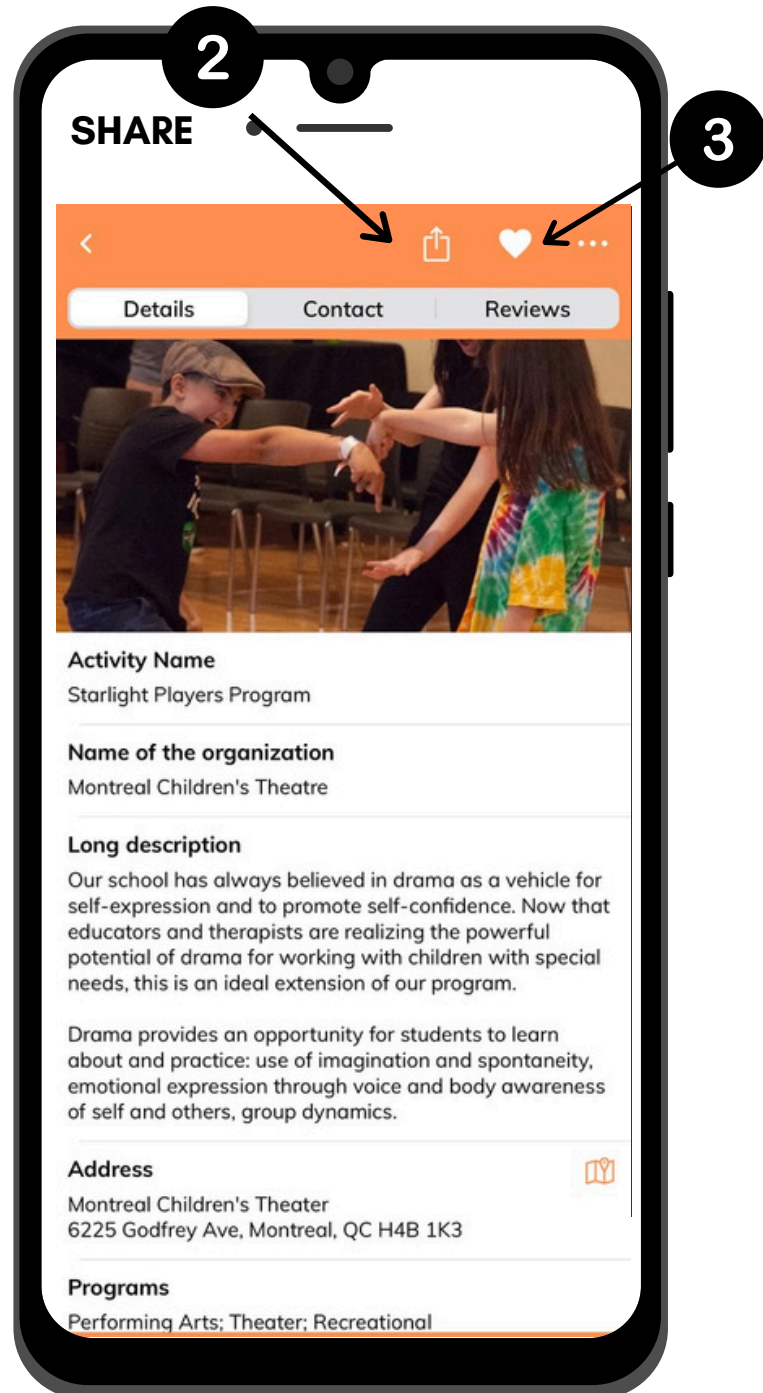 2
SHARE
3
Details Contact Reviews
Activity Name
Starlight Players Program
Name of the organization
Montreal Children's Theatre
Long description
Our school has always believed in drama as a vehicle for
self-expression and to promote self-confidence. Now that
educators and therapists are realizing the powerful
potential of drama for working with children with special
needs, this is an ideal extension of our program.
Drama provides an opportunity for students to learn
about and practice: use of imagination and spontaneity,
emotional expression through voice and body awareness
of self and others, group dynamics.
Address
Montreal Children's Theater
6225 Godfrey Ave, Montreal, QC H4B 1K3
Programs
Performing Arts; Theater; Recreational